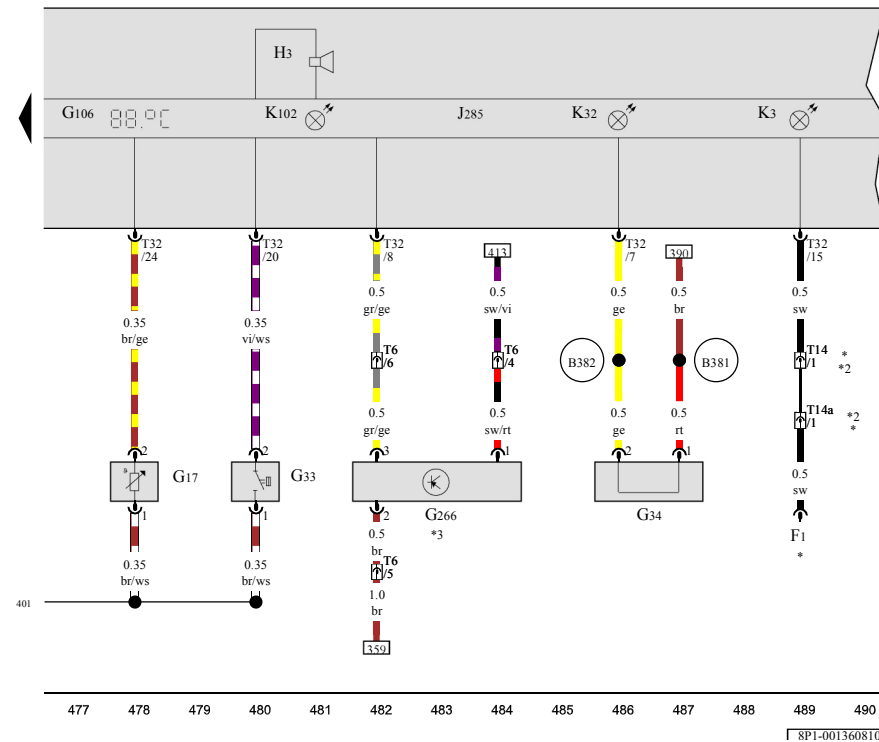 H3
G106 88.°C K102 J285 K32 K3
T32
/24
T32
/20
T32
/8
413
T32
/7
390
T32
/15
0.5 0.5 0.5 0.5 0.5
gr/ge sw/vi ge br sw
0.35 0.35
br/ge vi/ws
T6
/6
T6
/4
B382 B381
T14
/1
*
*2
T14a
/1
*2
*
0.5 0.5 0.5 0.5
gr/ge sw/rt ge rt
2 2 3 1 2 1
0.5
sw
G17 G33
a
1 1 2
G266
*3
G34
F1
*
0.5
br
T6
/5
0.35 0.35
br/ws br/ws
1.0
br
401
359
477 478 479 480 481 482 483 484 485 486 487 488 489 490
8P1-001360810